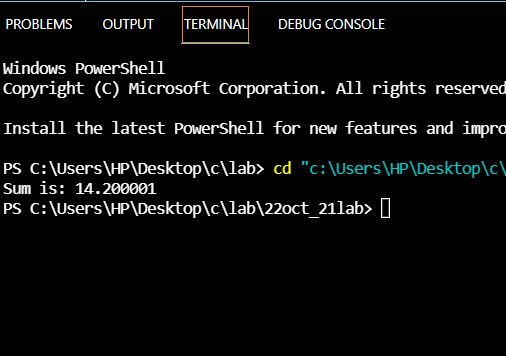 PROBLEMS OUTPUT TERMINAL DEBUG CONSOLE
Windows PowerShell
Copyright (C) Microsoft Corporation. All rights reserved
Install the latest PowerShell for new features and impro
PS C:\Users\HP\Desktop\c\lab> cd "c:\Users\HP\Desktop\c\
Sum is: 14.200001
PS C:\Users\HP\Desktop\c\lab\22oct_21lab>